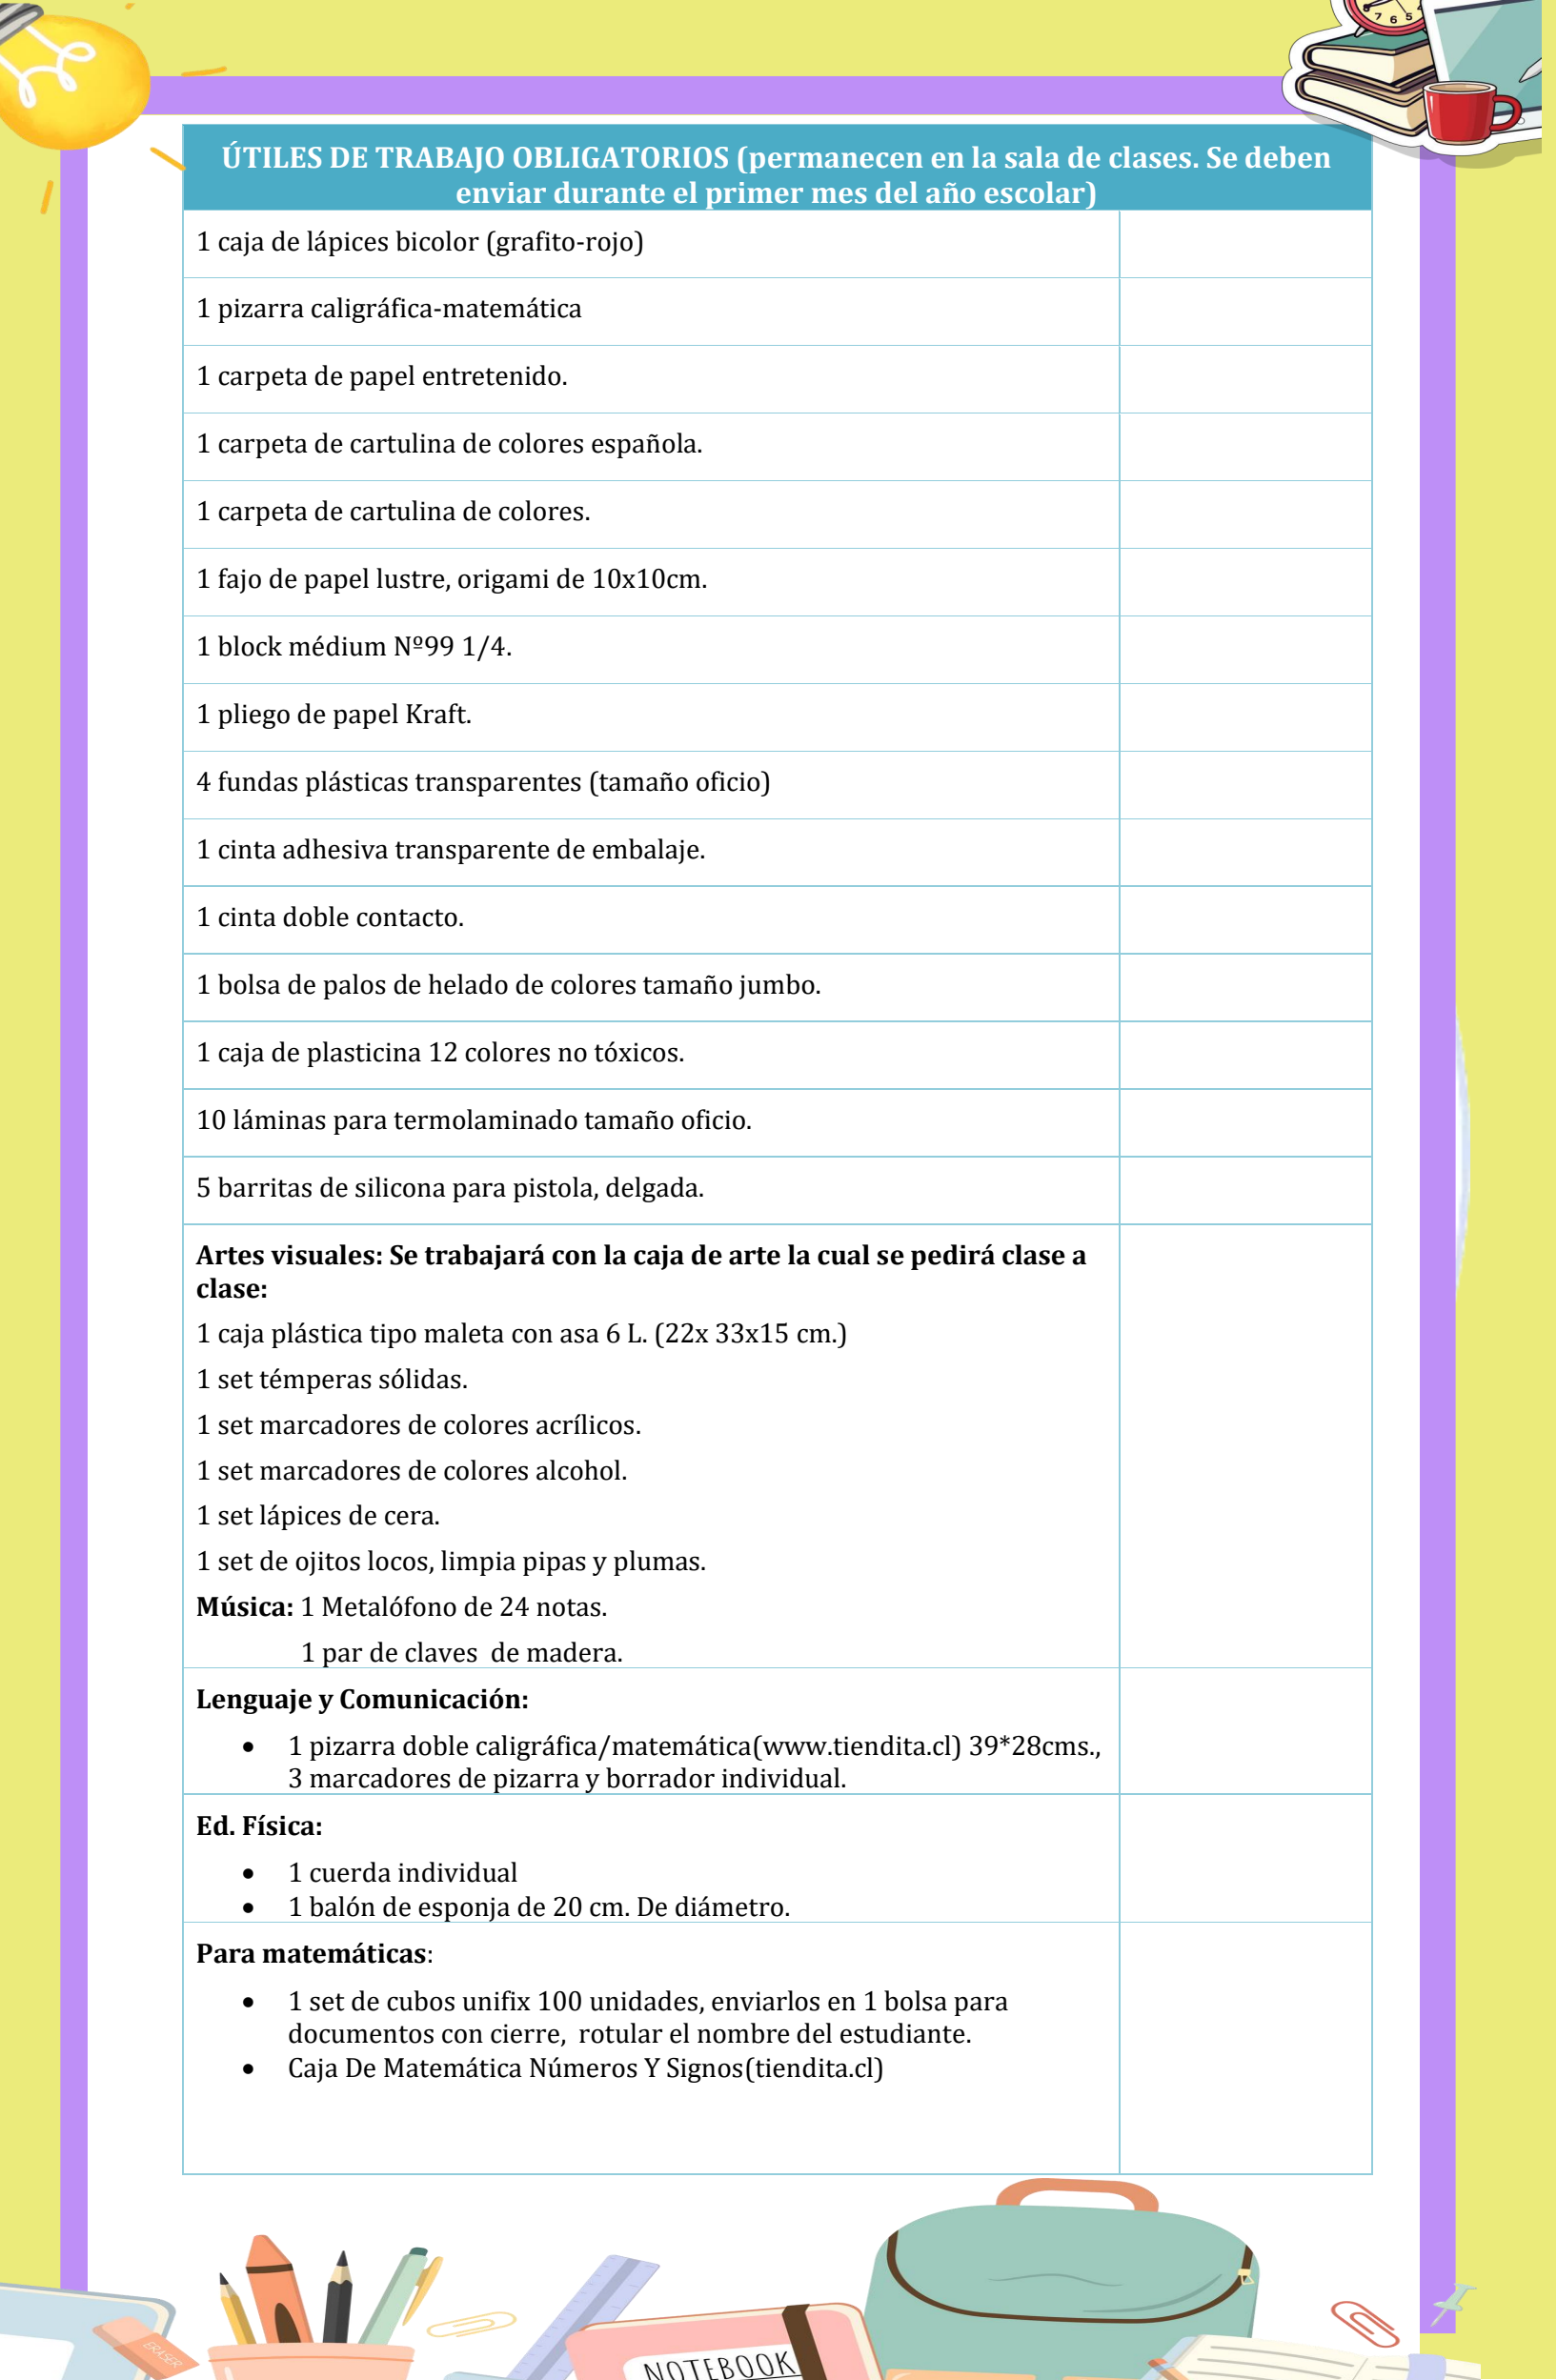 7 6 5
ÚTILES DE TRABAJO OBLIGATORIOS (permanecen en la sala de clases. Se deben
enviar durante el primer mes del año escolar)
1 caja de lápices bicolor (grafito-rojo)
1 pizarra caligráfica-matemática
1 carpeta de papel entretenido.
1 carpeta de cartulina de colores española.
1 carpeta de cartulina de colores.
1 fajo de papel lustre, origami de 10x10cm.
1 block médium Nº99 1/4.
1 pliego de papel Kraft.
4 fundas plásticas transparentes (tamaño oficio)
1 cinta adhesiva transparente de embalaje.
1 cinta doble contacto.
1 bolsa de palos de helado de colores tamaño jumbo.
1 caja de plasticina 12 colores no tóxicos.
10 láminas para termolaminado tamaño oficio.
5 barritas de silicona para pistola, delgada.
Artes visuales: Se trabajará con la caja de arte la cual se pedirá clase a
clase:
1 caja plástica tipo maleta con asa 6 L. (22x 33x15 cm.)
1 set témperas sólidas.
1 set marcadores de colores acrílicos.
1 set marcadores de colores alcohol.
1 set lápices de cera.
1 set de ojitos locos, limpia pipas y plumas.
Música: 1 Metalófono de 24 notas.
1 par de claves  de madera.
Lenguaje y Comunicación:
• 1 pizarra doble caligráfica/matemática(www.tiendita.cl) 39*28cms.,
3 marcadores de pizarra y borrador individual.
Ed. Física:
• 1 cuerda individual
• 1 balón de esponja de 20 cm. De diámetro.
Para matemáticas:
• 1 set de cubos unifix 100 unidades, enviarlos en 1 bolsa para
documentos con cierre,  rotular el nombre del estudiante.
• Caja De Matemática Números Y Signos(tiendita.cl)
ERASER
NOTEBOOK